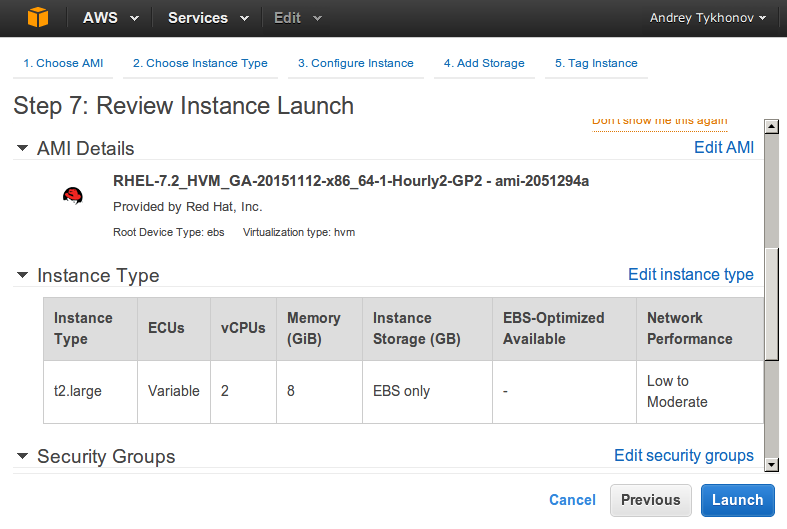 AWS Services Edit Andrey Tykhonov
1. Choose AMI 2. Choose Instance Type 3. Configure Instance 4. Add Storage 5. Tag Instance
Step 7: Review Instance Launch
Don't show me this again
AMI Details Edit AMI
RHEL-7.2_HVM_GA-20151112-x86_64-1-Hourly2-GP2 - ami-2051294a
Provided by Red Hat, Inc.
Root Device Type: ebs Virtualization type: hvm
Instance Type Edit instance type
Instance Type ECUs vCPUs Memory (GiB) Instance Storage (GB) EBS-Optimized Available Network Performance
t2.large Variable 2 8 EBS only - Low to Moderate
Security Groups Edit security groups
Cancel Previous Launch